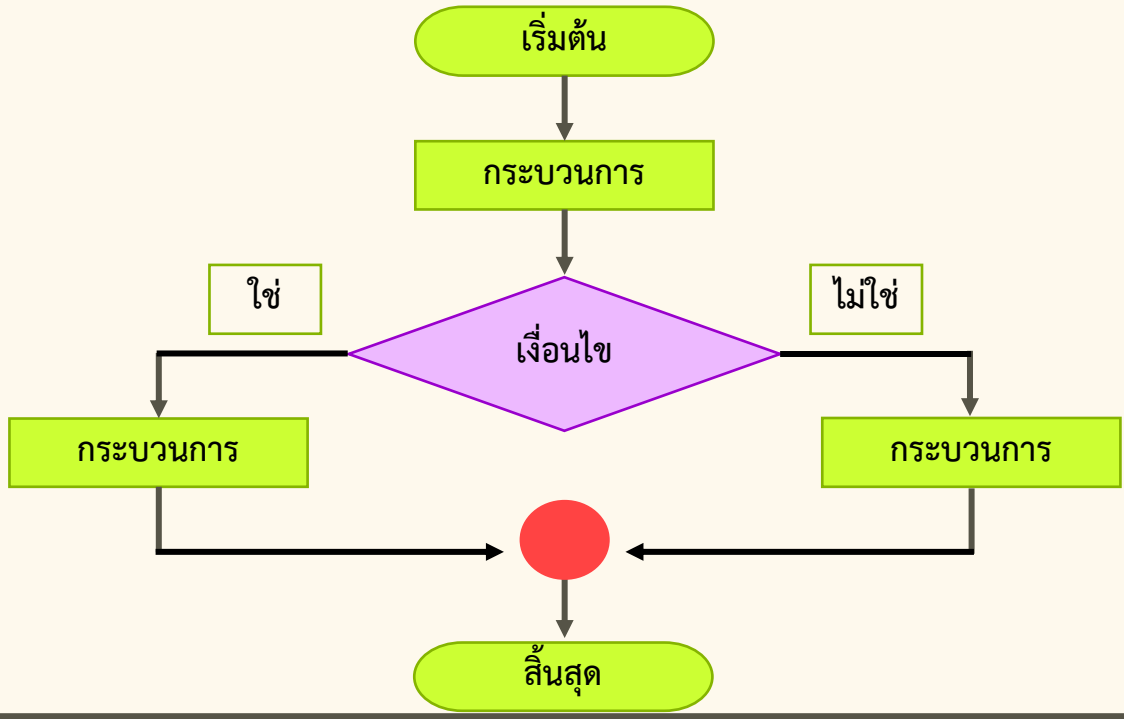 เริ่มต้น
กระบวนการ
ใช่
ไม่ใช่
เงื่อนไข
กระบวนการ
กระบวนการ
สิ้นสุด